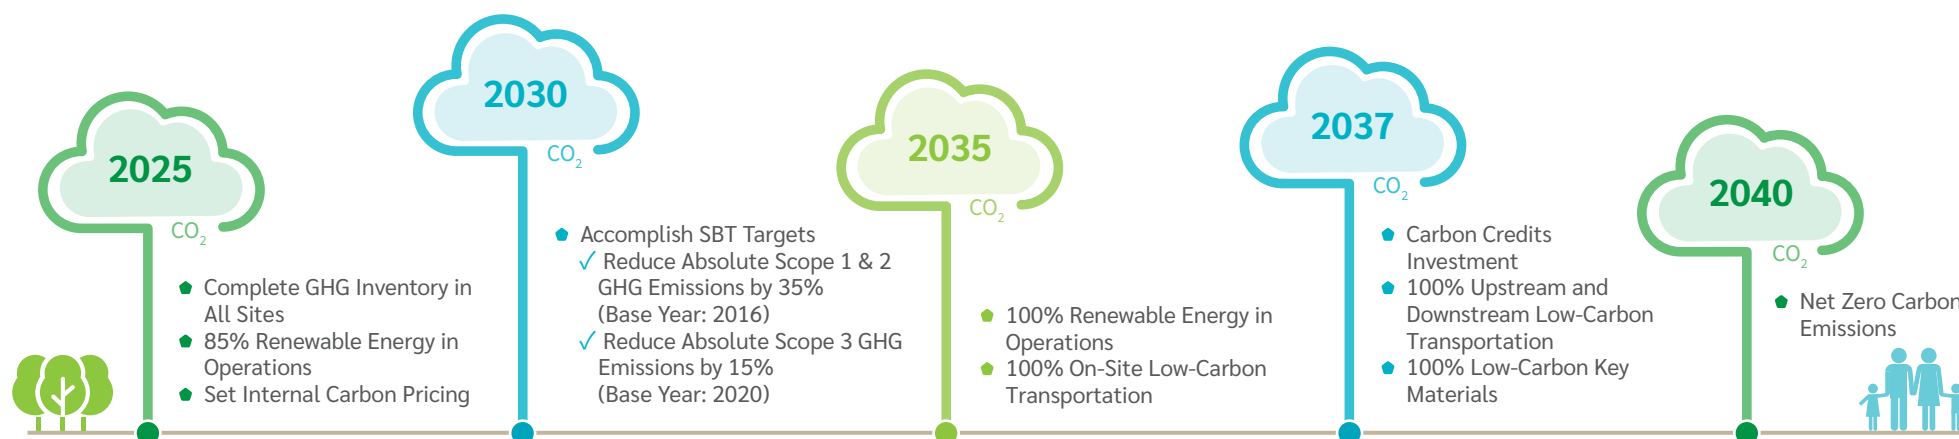 2025
CO₂
Complete GHG Inventory in
All Sites
85% Renewable Energy in
Operations
Set Internal Carbon Pricing
2030
CO₂
Accomplish SBT Targets
✓ Reduce Absolute Scope 1 & 2
GHG Emissions by 35%
(Base Year: 2016)
✓ Reduce Absolute Scope 3 GHG
Emissions by 15%
(Base Year: 2020)
2035
CO₂
100% Renewable Energy in
Operations
100% On-Site Low-Carbon
Transportation
2037
CO₂
Carbon Credits
Investment
100% Upstream and
Downstream Low-Carbon
Transportation
100% Low-Carbon Key
Materials
2040
CO₂
Net Zero Carbon
Emissions